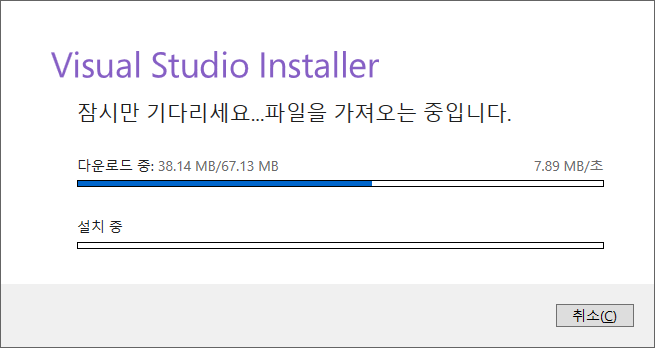 Visual Studio Installer
잠시만 기다리세요...파일을 가져오는 중입니다.
다운로드 중: 38.14 MB/67.13 MB 7.89 MB/초
설치 중
취소(C)